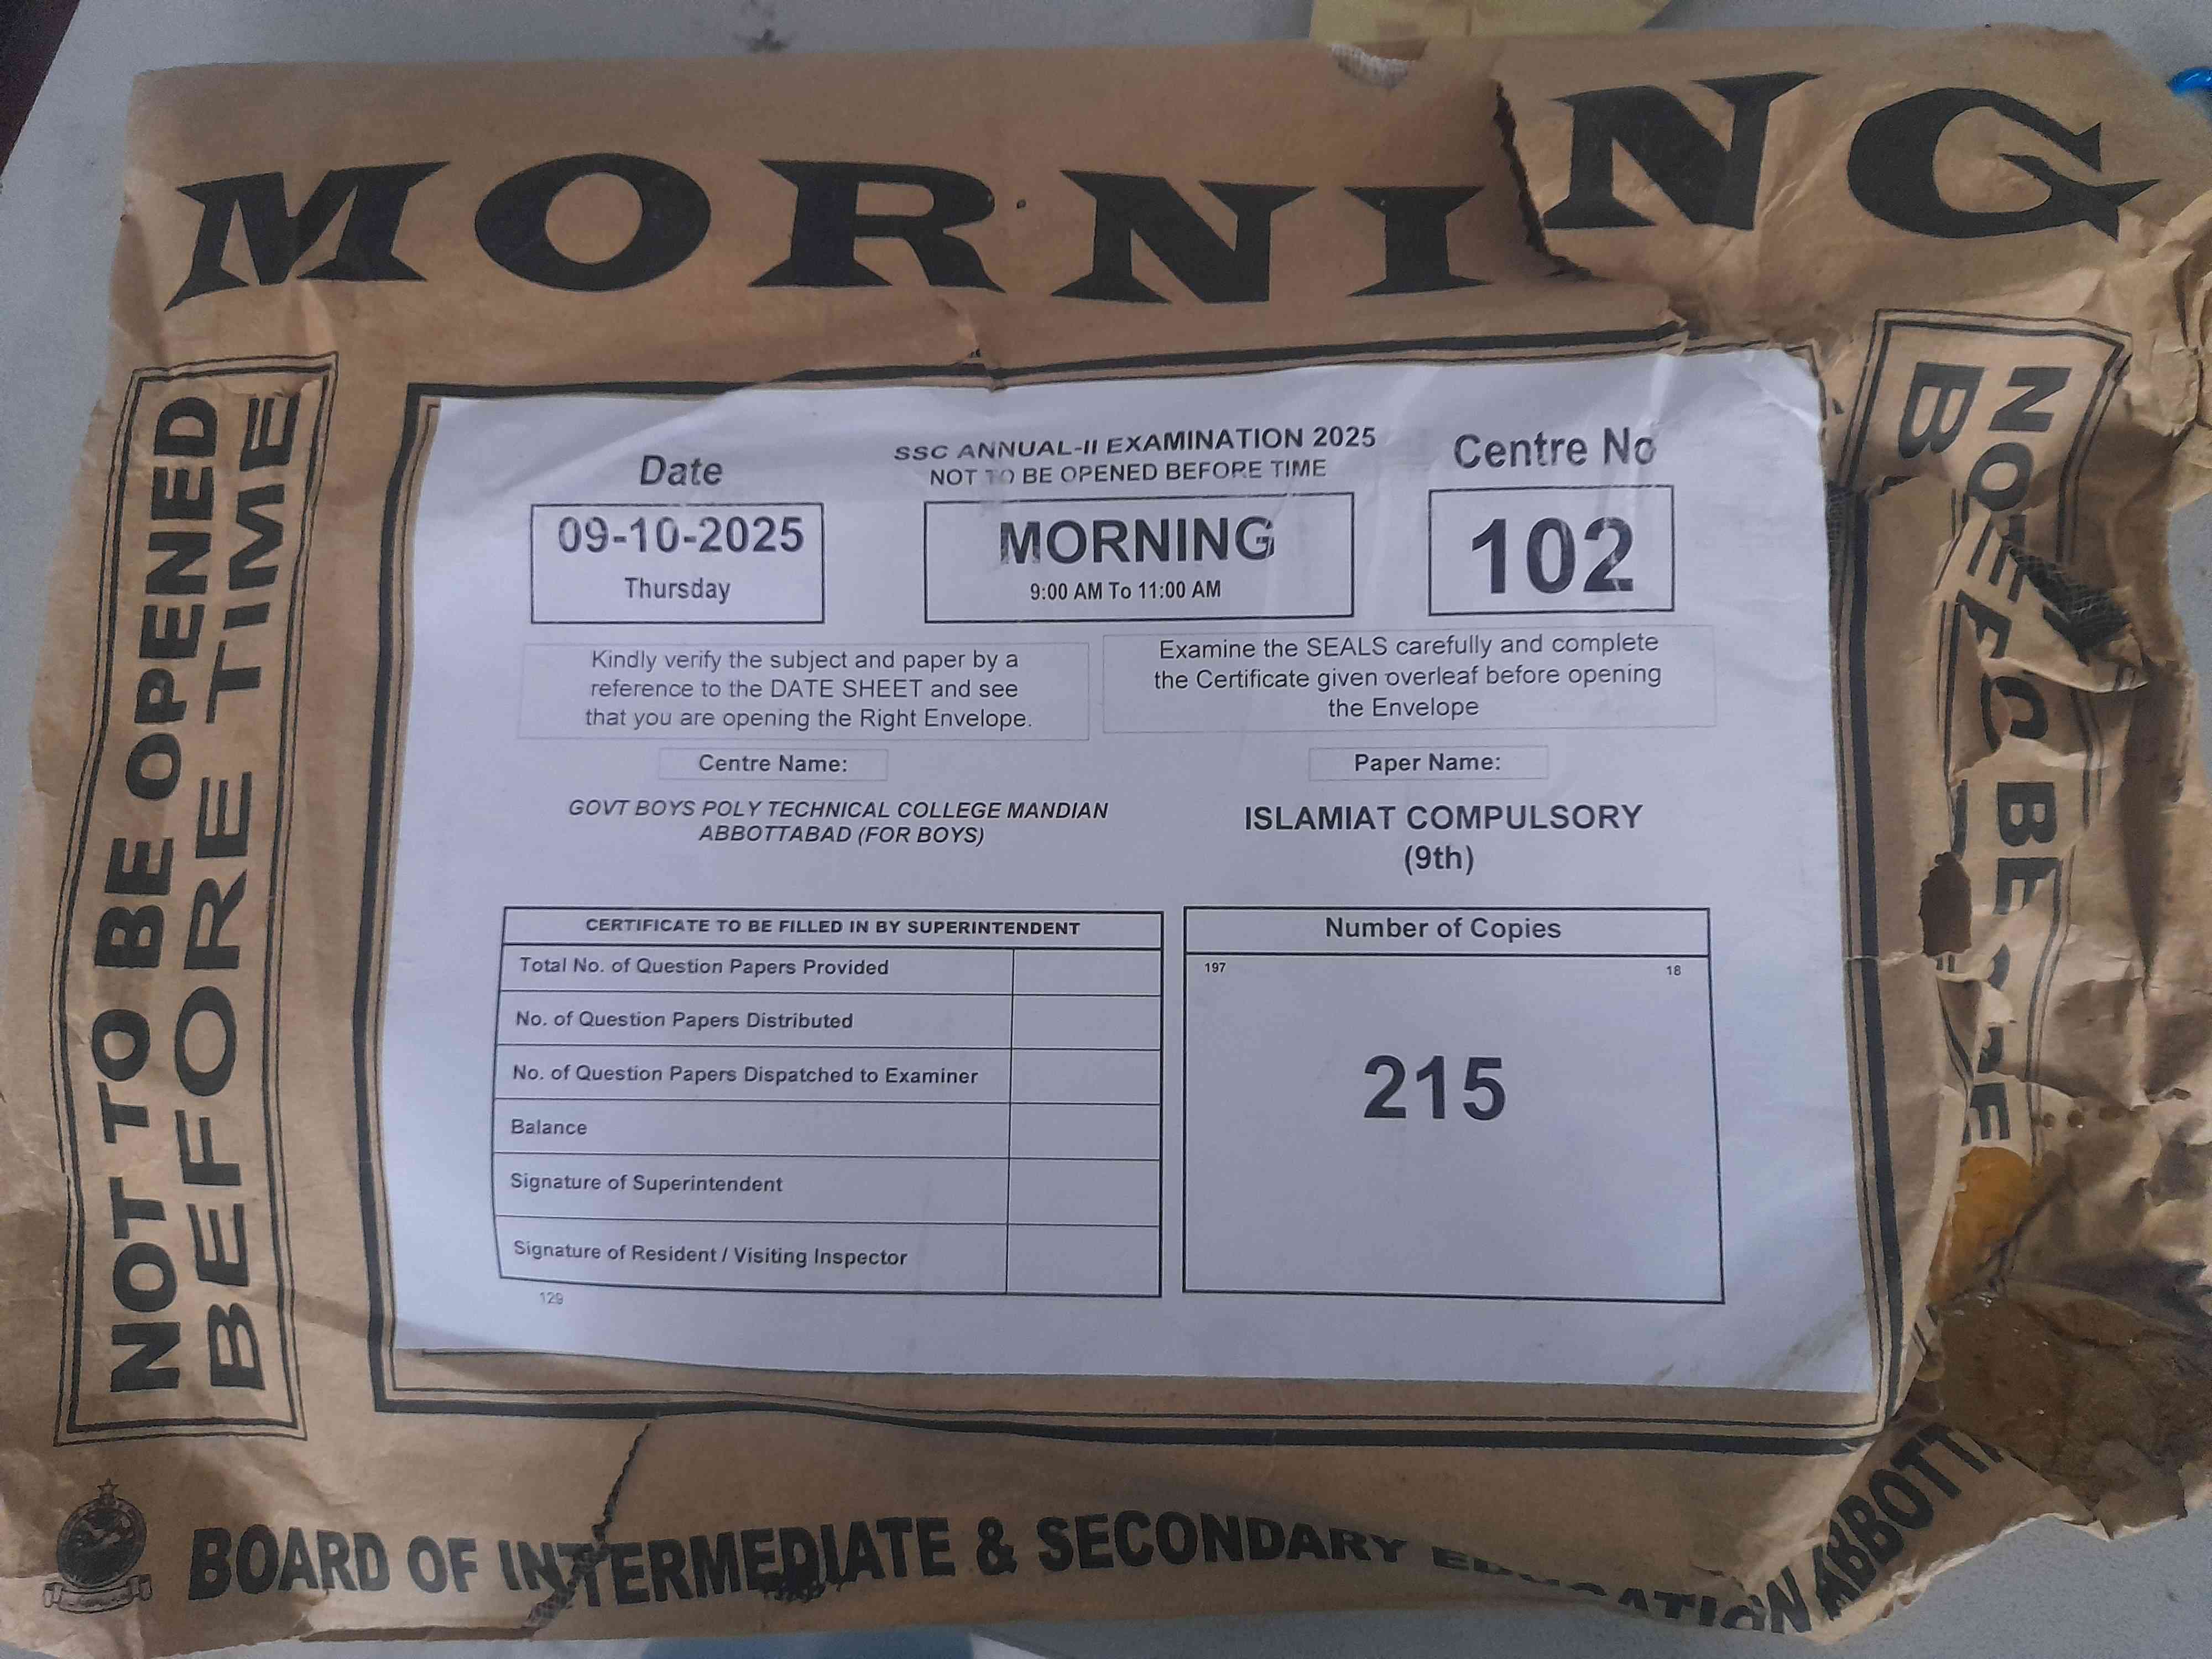 MORNING
NOT TO BE OPENED
BEFORE TIME
SSC ANNUAL-II EXAMINATION 2025
NOT TO BE OPENED BEFORE TIME
Date
09-10-2025
Thursday
MORNING
9:00 AM To 11:00 AM
Centre No
102
Kindly verify the subject and paper by a
reference to the DATE SHEET and see
that you are opening the Right Envelope.
Examine the SEALS carefully and complete
the Certificate given overleaf before opening
the Envelope
Centre Name:
GOVT BOYS POLY TECHNICAL COLLEGE MANDIAN
ABBOTTABAD (FOR BOYS)
Paper Name:
ISLAMIAT COMPULSORY
(9th)
CERTIFICATE TO BE FILLED IN BY SUPERINTENDENT
Total No. of Question Papers Provided
No. of Question Papers Distributed
No. of Question Papers Dispatched to Examiner
Balance
Signature of Superintendent
Signature of Resident / Visiting Inspector
129
Number of Copies
197 18
215
BOARD OF INTERMEDIATE & SECONDARY EDUCATION ABBOTTA